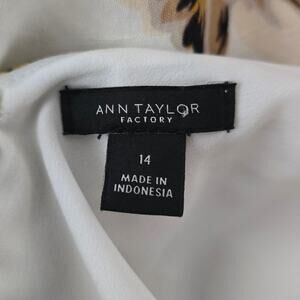 ANN TAYLOR
FACTORY
14
MADE IN
INDONESIA